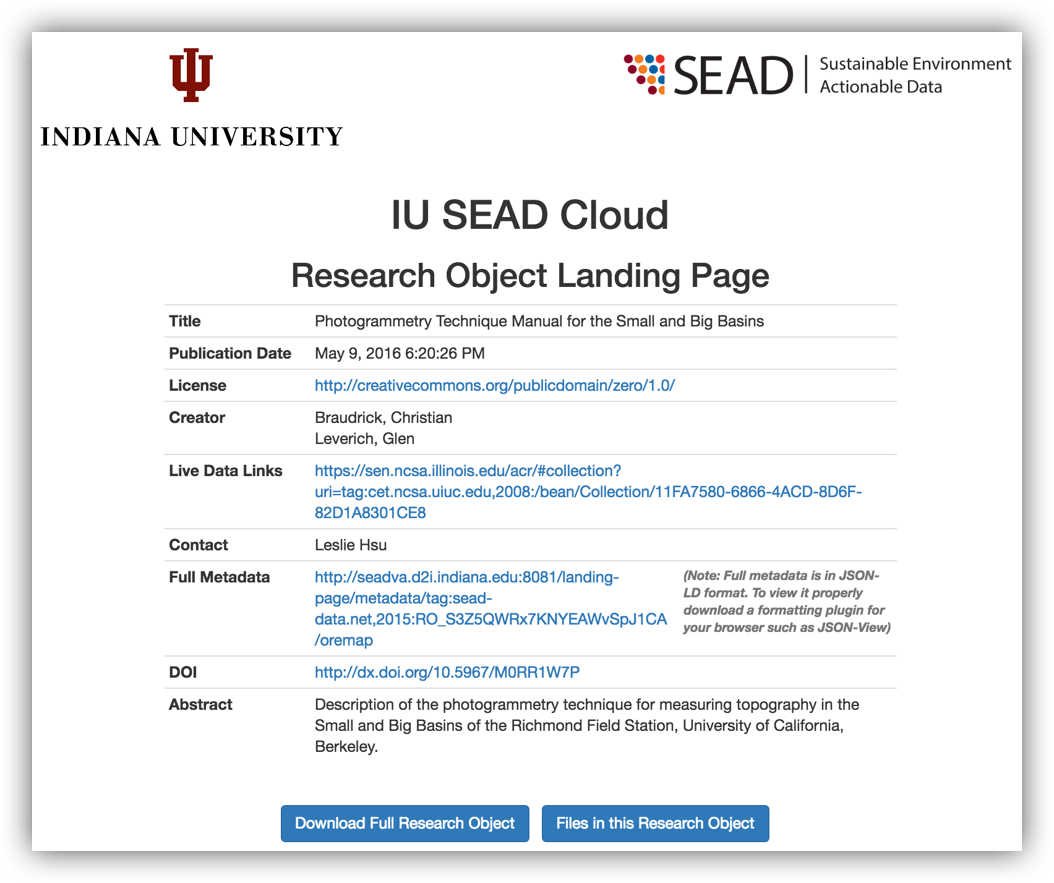 INDIANA UNIVERSITY
SEAD
Sustainable Environment
Actionable Data
IU SEAD Cloud
Research Object Landing Page
Title Photogrammetry Technique Manual for the Small and Big Basins
Publication Date May 9, 2016 6:20:26 PM
License http://creativecommons.org/publicdomain/zero/1.0/
Creator Braudrick, Christian
Leverich, Glen
Live Data Links https://sen.ncsa.illinois.edu/acr/#collection?
uri=tag:cet.ncsa.uiuc.edu,2008:/bean/Collection/11FA7580-6866-4ACD-8D6F-
82D1A8301CE8
Contact Leslie Hsu
Full Metadata http://seadva.d2i.indiana.edu:8081/landing-
page/metadata/tag:sead-
data.net,2015:RO_S3Z5QWRx7KNYEAWvSpJ1CA
/oremap
(Note: Full metadata is in JSON-
LD format. To view it properly
download a formatting plugin for
your browser such as JSON-View)
DOI http://dx.doi.org/10.5967/M0RR1W7P
Abstract Description of the photogrammetry technique for measuring topography in the
Small and Big Basins of the Richmond Field Station, University of California,
Berkeley.
Download Full Research Object
Files in this Research Object